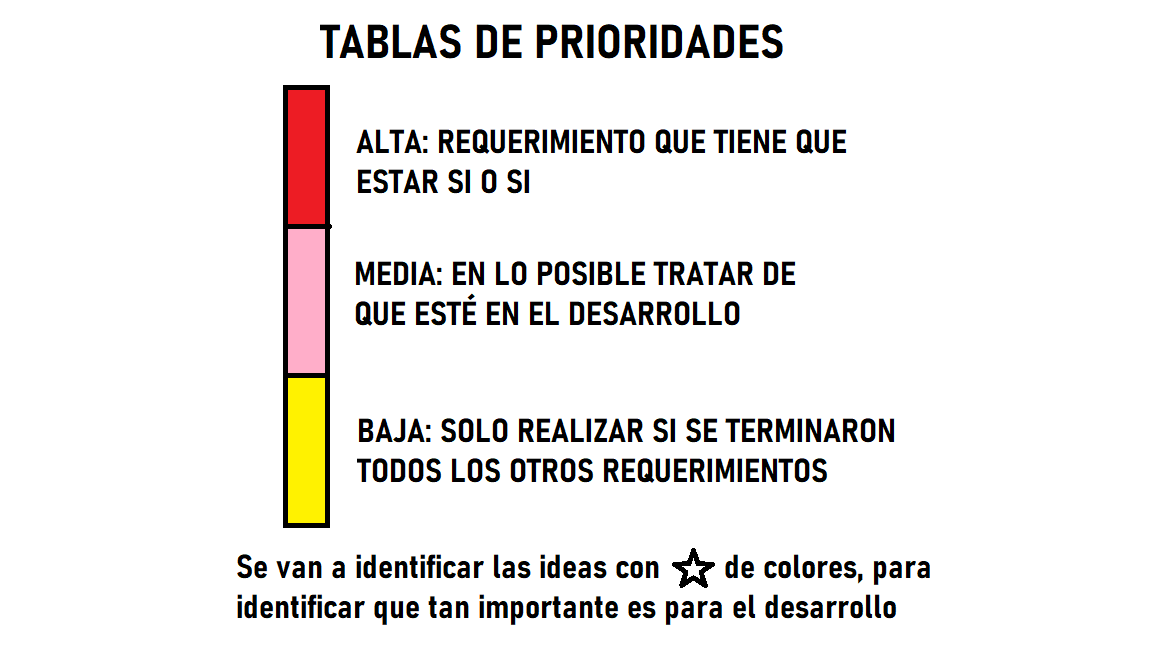 TABLAS DE PRIORIDADES
ALTA: REQUERIMIENTO QUE TIENE QUE
ESTAR SI O SI
MEDIA: EN LO POSIBLE TRATAR DE
QUE ESTÉ EN EL DESARROLLO
BAJA: SOLO REALIZAR SI SE TERMINARON
TODOS LOS OTROS REQUERIMIENTOS
Se van a identificar las ideas con de colores, para
identificar que tan importante es para el desarrollo